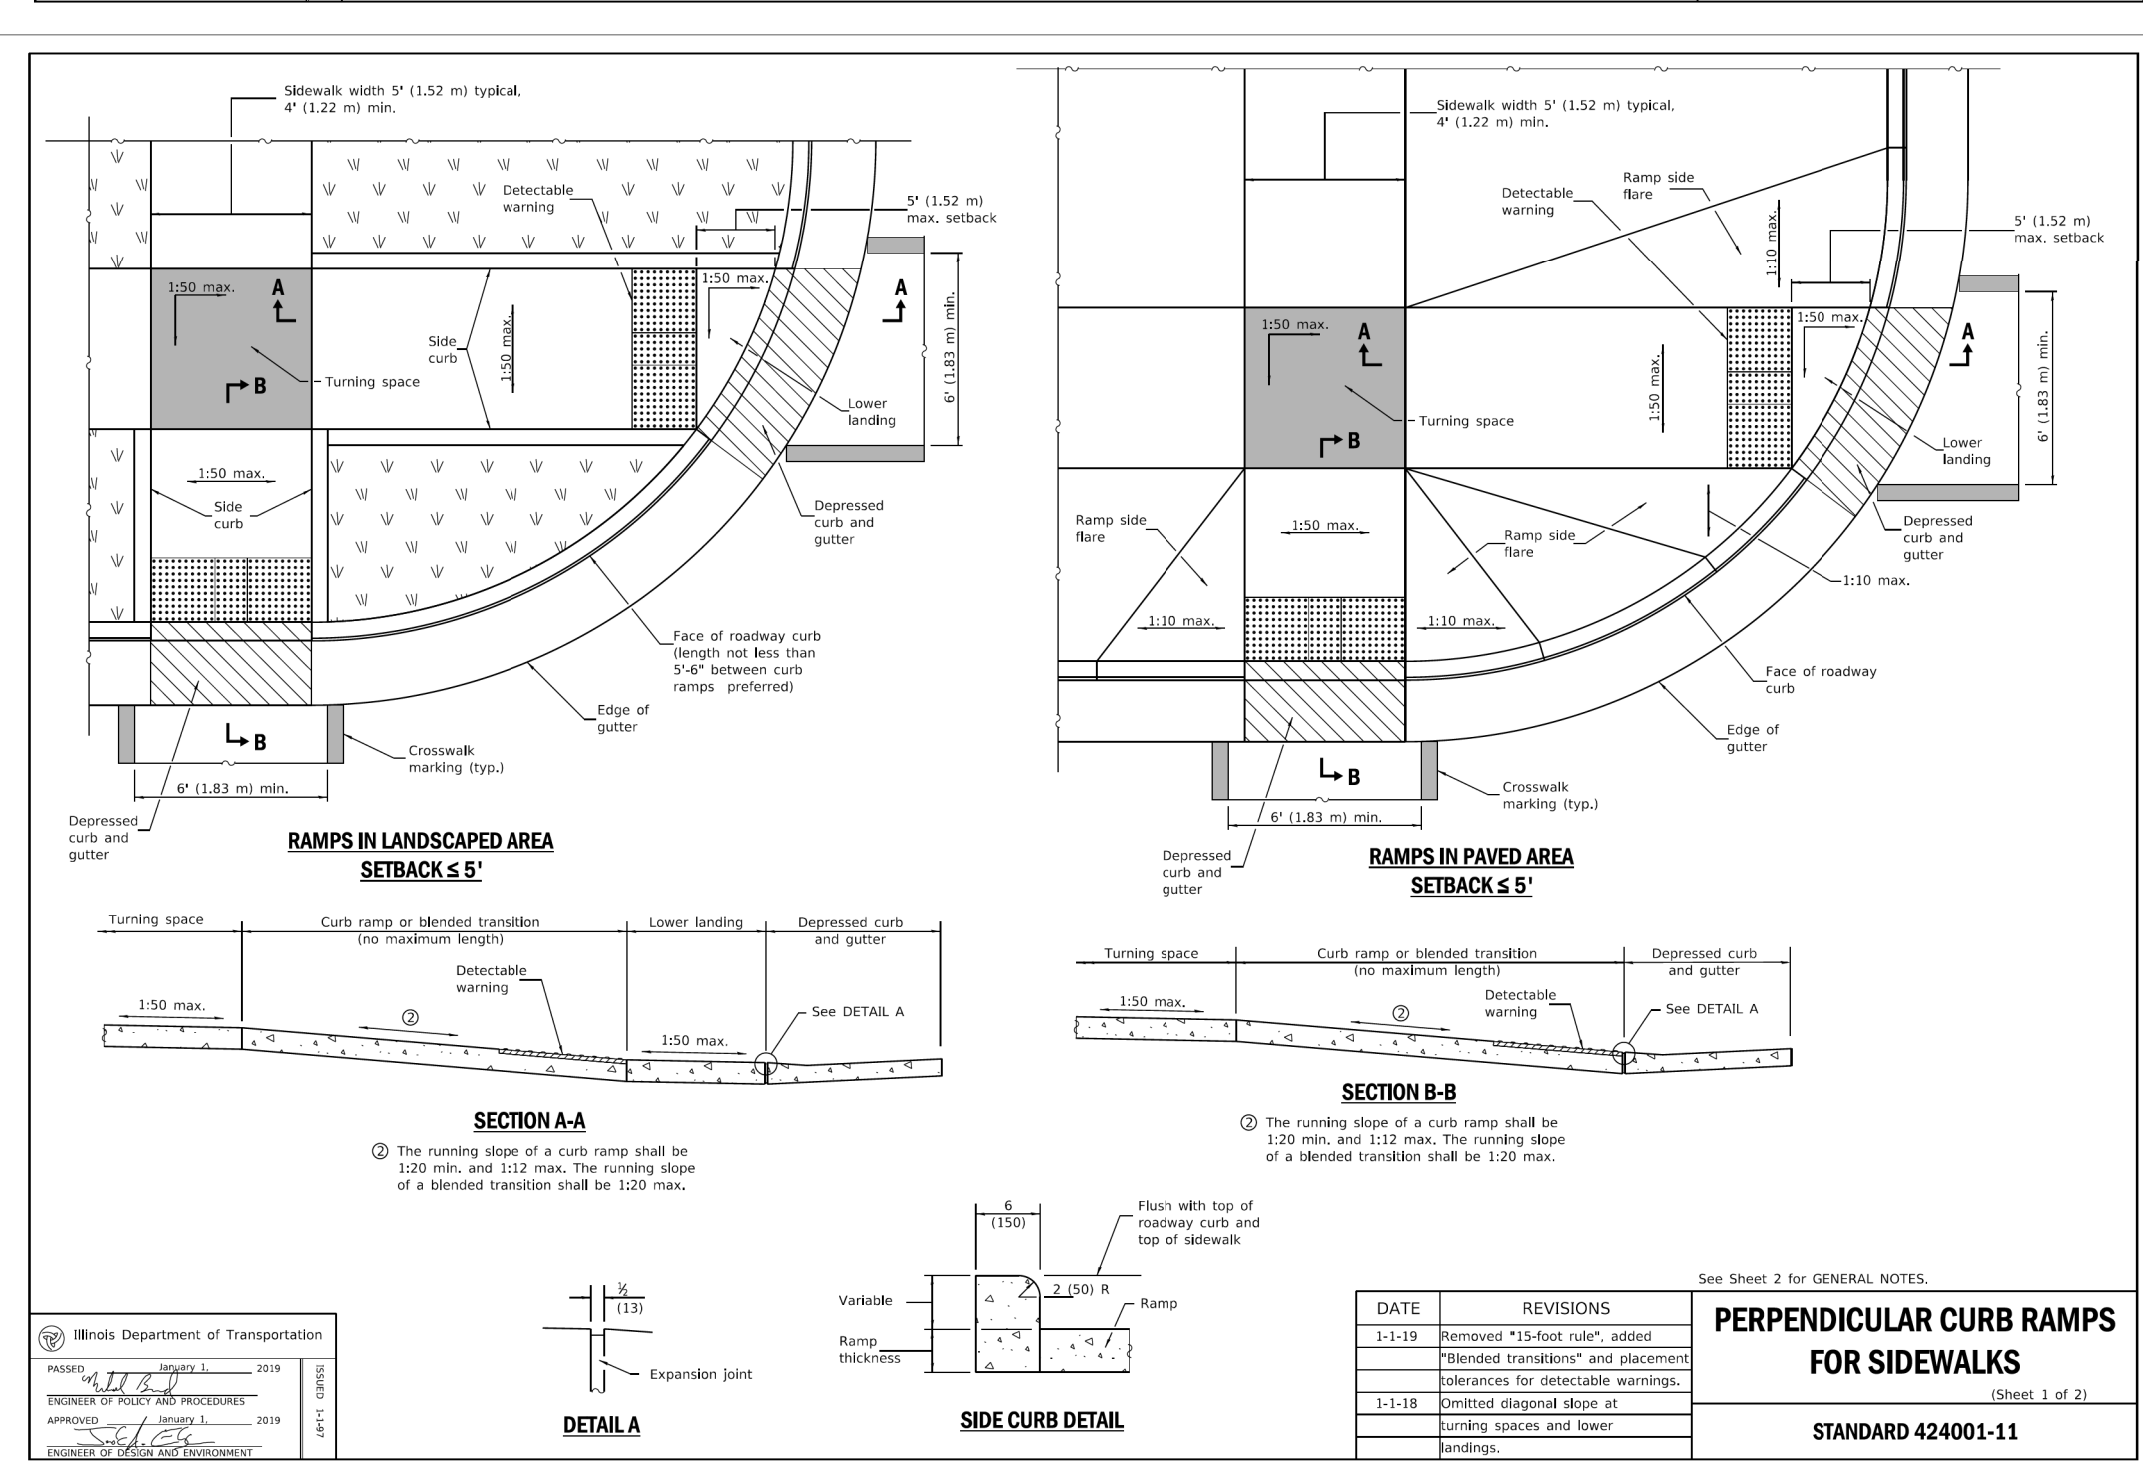 Sidewalk width 5' (1.52 m) typical,
4' (1.22 m) min.
Detectable
warning
5' (1.52 m)
max. setback
1:50 max.
A
1:50 max.
A
Side
curb
1:50 max.
6' (1.83 m) min.
B
Turning space
Lower
landing
1:50 max.
Side
curb
Depressed
curb and
gutter
Face of roadway curb
(length not less than
5'-6" between curb
ramps preferred)
Edge of
gutter
B
Crosswalk
marking (typ.)
6' (1.83 m) min.
Depressed
curb and
gutter
RAMPS IN LANDSCAPED AREA
SETBACK ≤ 5'
Sidewalk width 5' (1.52 m) typical,
4' (1.22 m) min.
Ramp side
flare
Detectable
warning
1:10 max.
5' (1.52 m)
max. setback
1:50 max.
A
1:50 max.
A
1:50 max.
6' (1.83 m) min.
Turning space
B
Lower
landing
Ramp side
flare
1:50 max.
Ramp side
flare
Depressed
curb and
gutter
1:10 max.
1:10 max.
1:10 max.
Face of roadway
curb
Edge of
gutter
B
Crosswalk
marking (typ.)
6' (1.83 m) min.
Depressed
curb and
gutter
RAMPS IN PAVED AREA
SETBACK ≤ 5'
Turning space
Curb ramp or blended transition
(no maximum length)
Lower landing
Depressed curb
and gutter
Detectable
warning
1:50 max.
2
See DETAIL A
1:50 max.
SECTION A-A
② The running slope of a curb ramp shall be
1:20 min. and 1:12 max. The running slope
of a blended transition shall be 1:20 max.
Turning space
Curb ramp or blended transition
(no maximum length)
Depressed curb
and gutter
1:50 max.
2
Detectable
warning
See DETAIL A
SECTION B-B
② The running slope of a curb ramp shall be
1:20 min. and 1:12 max. The running slope
of a blended transition shall be 1:20 max.
½
(13)
Expansion joint
DETAIL A
6
(150)
Flush with top of
roadway curb and
top of sidewalk
2 (50) R
Variable
Ramp
Ramp
thickness
SIDE CURB DETAIL
See Sheet 2 for GENERAL NOTES.
Illinois Department of Transportation
PASSED January 1, 2019
ENGINEER OF POLICY AND PROCEDURES
APPROVED January 1, 2019
ENGINEER OF DESIGN AND ENVIRONMENT
ISSUED 1-1-97
DATE REVISIONS
1-1-19 Removed "15-foot rule", added
"Blended transitions" and placement
tolerances for detectable warnings.
1-1-18 Omitted diagonal slope at
turning spaces and lower
landings.
PERPENDICULAR CURB RAMPS
FOR SIDEWALKS
(Sheet 1 of 2)
STANDARD 424001-11